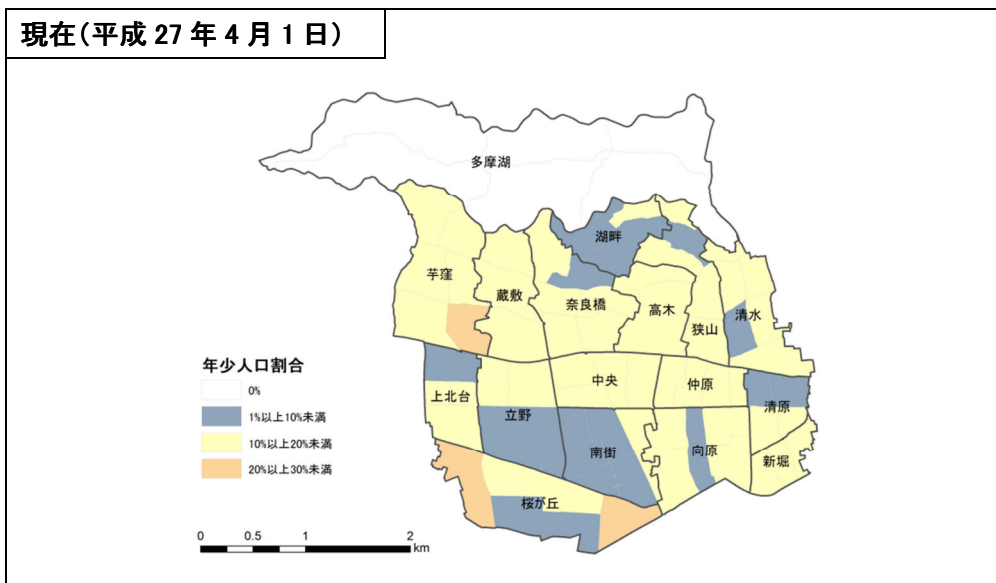 現在(平成 27 年 4 月 1 日)
多摩湖
湖畔
芋窪
蔵敷
奈良橋
高木
狭山
清水
年少人口割合
0%
1%以上10%未満
10%以上20%未満
20%以上30%未満
上北台
中央
仲原
清原
立野
南街
向原
新堀
桜が丘
0 0.5 1 2
km